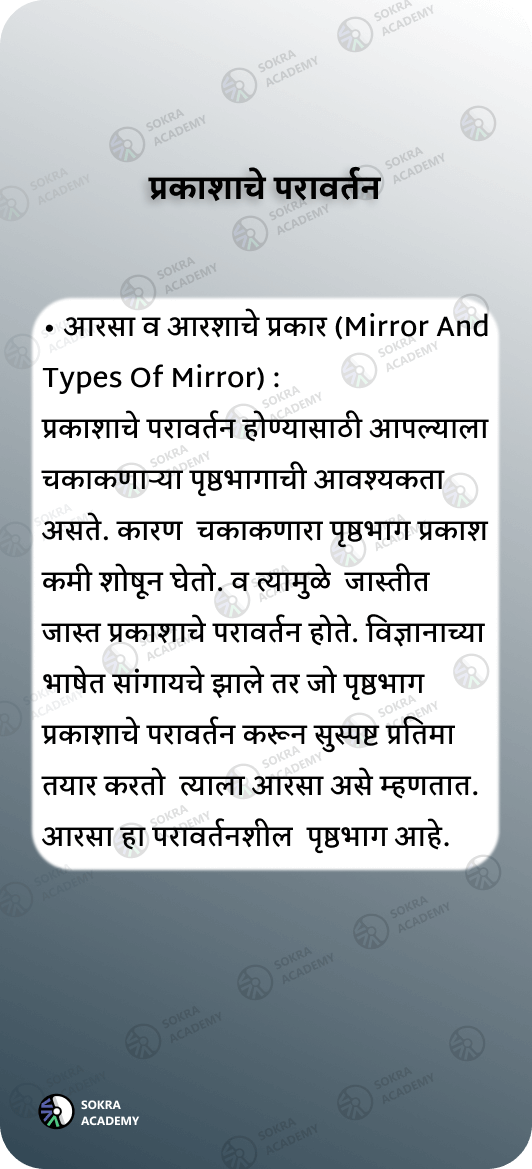 प्रकाशाचे परावर्तन
• आरसा व आरशाचे प्रकार (Mirror And
Types Of Mirror) :
प्रकाशाचे परावर्तन होण्यासाठी आपल्याला
चकाकणाऱ्या पृष्ठभागाची आवश्यकता
असते. कारण चकाकणारा पृष्ठभाग प्रकाश
कमी शोषून घेतो. व त्यामुळे जास्तीत
जास्त प्रकाशाचे परावर्तन होते. विज्ञानाच्या
भाषेत सांगायचे झाले तर जो पृष्ठभाग
प्रकाशाचे परावर्तन करून सुस्पष्ट प्रतिमा
तयार करतो त्याला आरसा असे म्हणतात.
आरसा हा परावर्तनशील पृष्ठभाग आहे.
SOKRA
ACADEMY